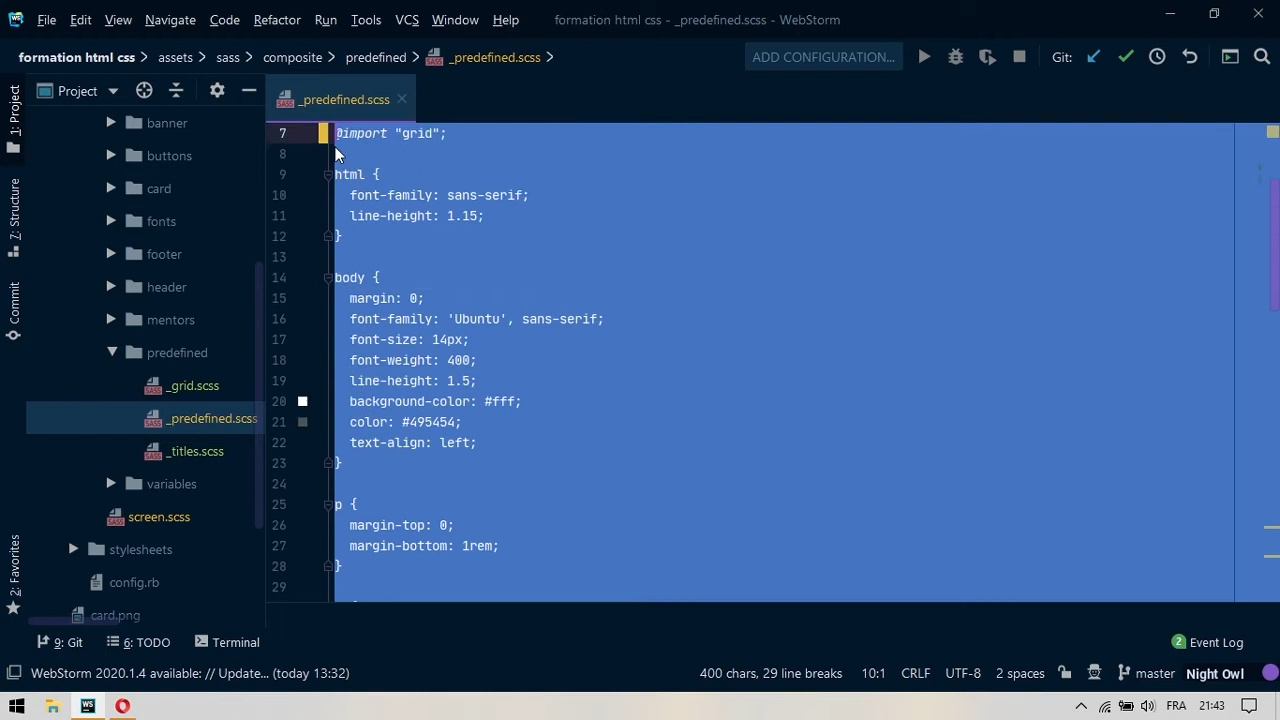 WS File Edit View Navigate Code Refactor Run Tools VCS Window Help formation html css - _predefined.scss - WebStorm
formation html css assets sass composite predefined _predefined.scss ADD CONFIGURATION... Git:
1: Project
7: Structure
Commit
2: Favorites
Project
banner
buttons
card
fonts
footer
header
mentors
predefined
_grid.scss
_predefined.scss
_titles.scss
variables
screen.scss
stylesheets
config.rb
card.png
_predefined.scss
7 @import "grid";
8
9 html {
10 font-family: sans-serif;
11 line-height: 1.15;
12 }
13
14 body {
15 margin: 0;
16 font-family: 'Ubuntu', sans-serif;
17 font-size: 14px;
18 font-weight: 400;
19 line-height: 1.5;
20 background-color: #fff;
21 color: #495454;
22 text-align: left;
23 }
24
25 p {
26 margin-top: 0;
27 margin-bottom: 1rem;
28 }
29
9: Git 6: TODO Terminal 2 Event Log
WebStorm 2020.1.4 available: // Update... (today 13:32) 400 chars, 29 line breaks 10:1 CRLF UTF-8 2 spaces master Night Owl
WS FRA 21:43